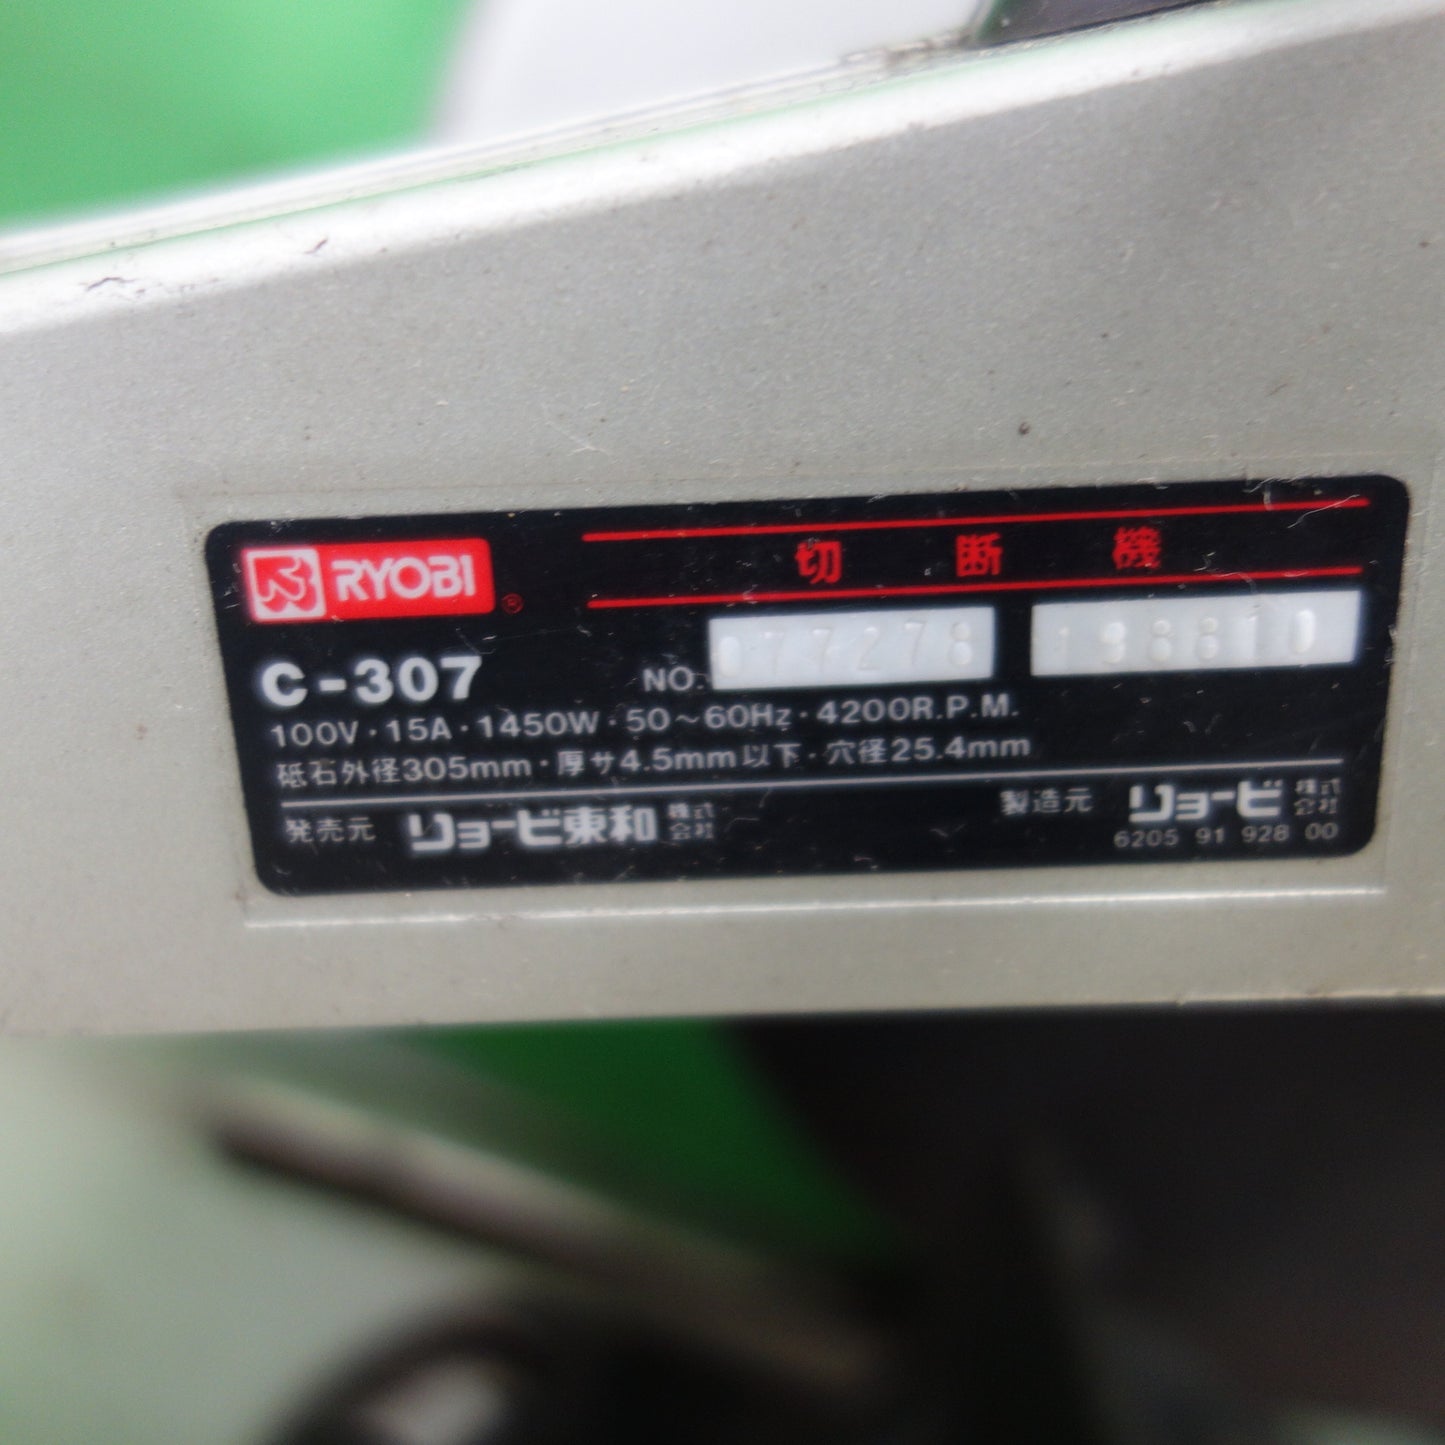 RYOBI ®
切断機
C-307 NO. 077278 198810
100V・15A・1450W・50～60Hz・4200R.P.M.
砥石外径305mm・厚サ4.5mm以下・穴径25.4mm
発売元 リョービ東和株式会社 製造元 リョービ株式会社
6205 91 928 00